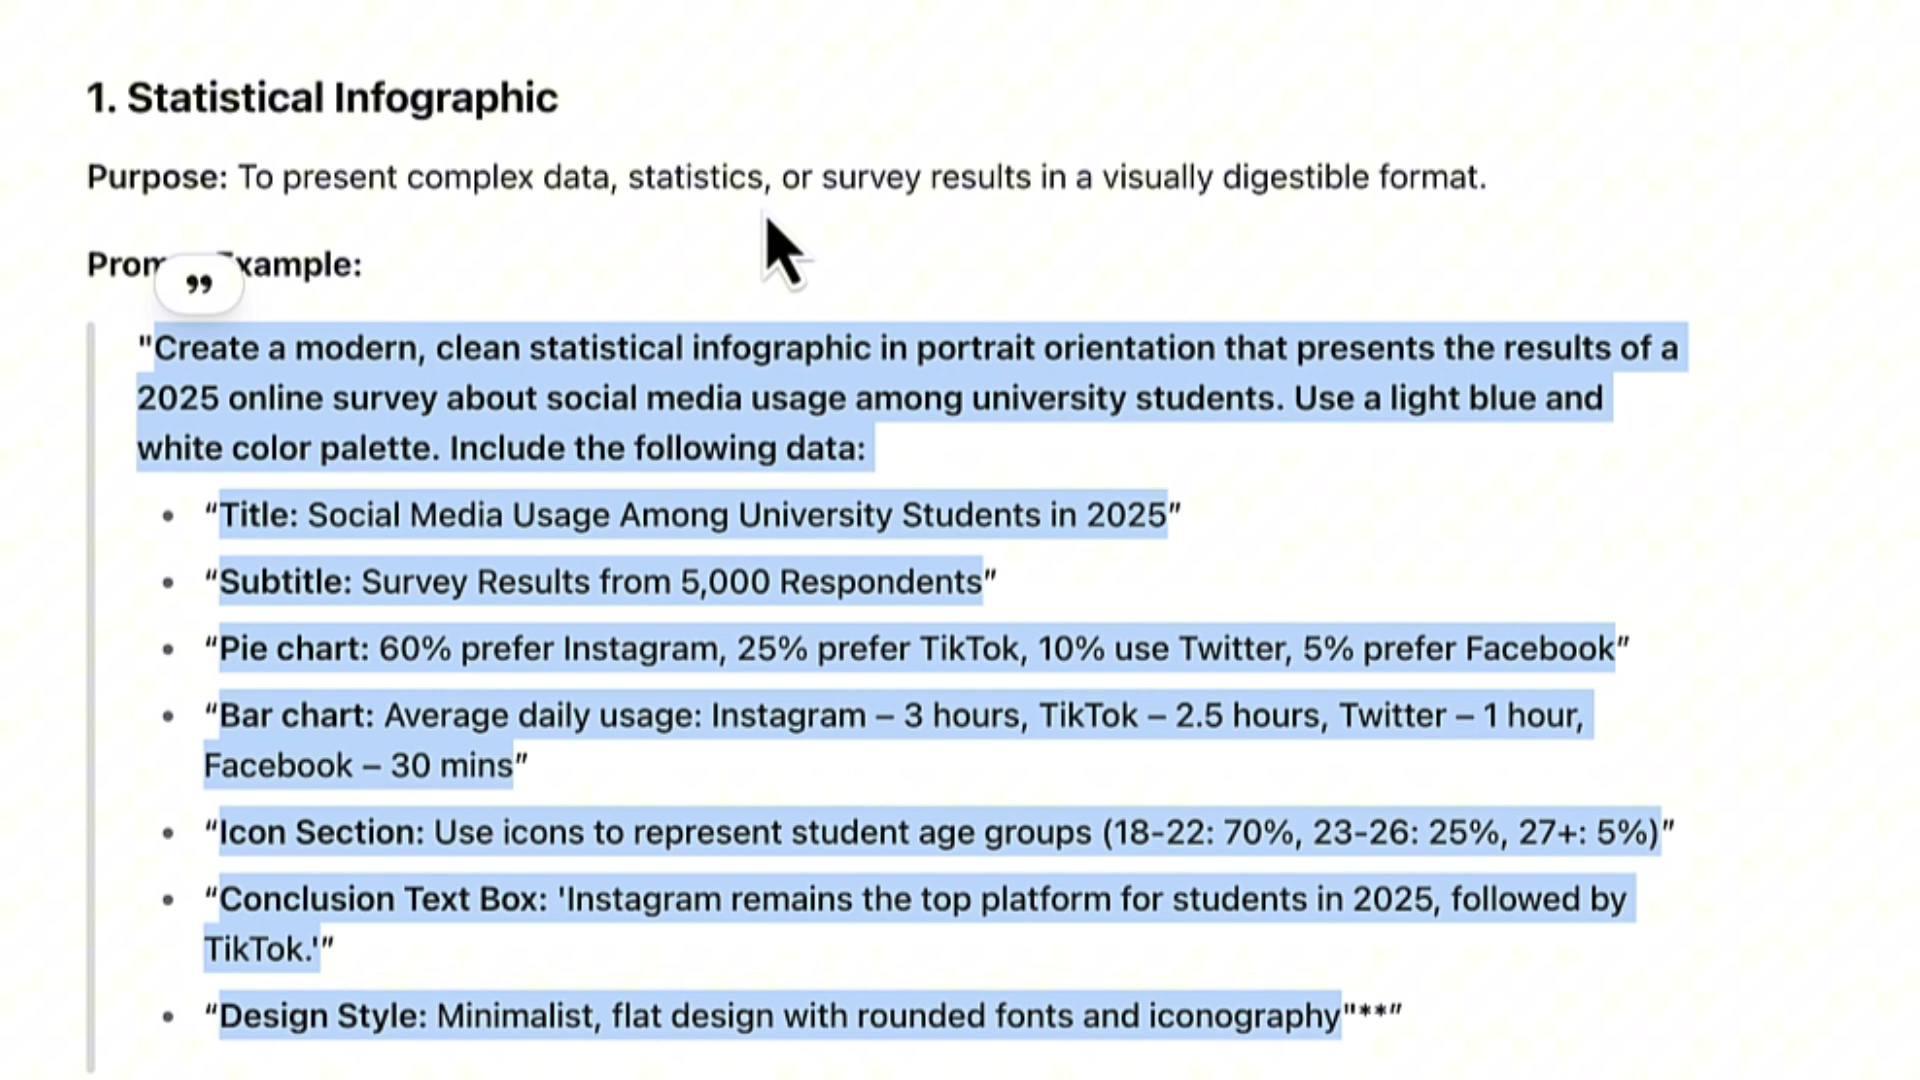 1. Statistical Infographic
Purpose: To present complex data, statistics, or survey results in a visually digestible format.
xample:
”
"Create a modern, clean statistical infographic in portrait orientation that presents the results of a
2025 online survey about social media usage among university students. Use a light blue and
white color palette. Include the following data:
• “Title: Social Media Usage Among University Students in 2025”
• “Subtitle: Survey Results from 5,000 Respondents”
• “Pie chart: 60% prefer Instagram, 25% prefer TikTok, 10% use Twitter, 5% prefer Facebook”
• “Bar chart: Average daily usage: Instagram – 3 hours, TikTok – 2.5 hours, Twitter – 1 hour,
Facebook – 30 mins”
• “Icon Section: Use icons to represent student age groups (18-22: 70%, 23-26: 25%, 27+: 5%)”
• “Conclusion Text Box: 'Instagram remains the top platform for students in 2025, followed by
TikTok.'”
• “Design Style: Minimalist, flat design with rounded fonts and iconography"**”